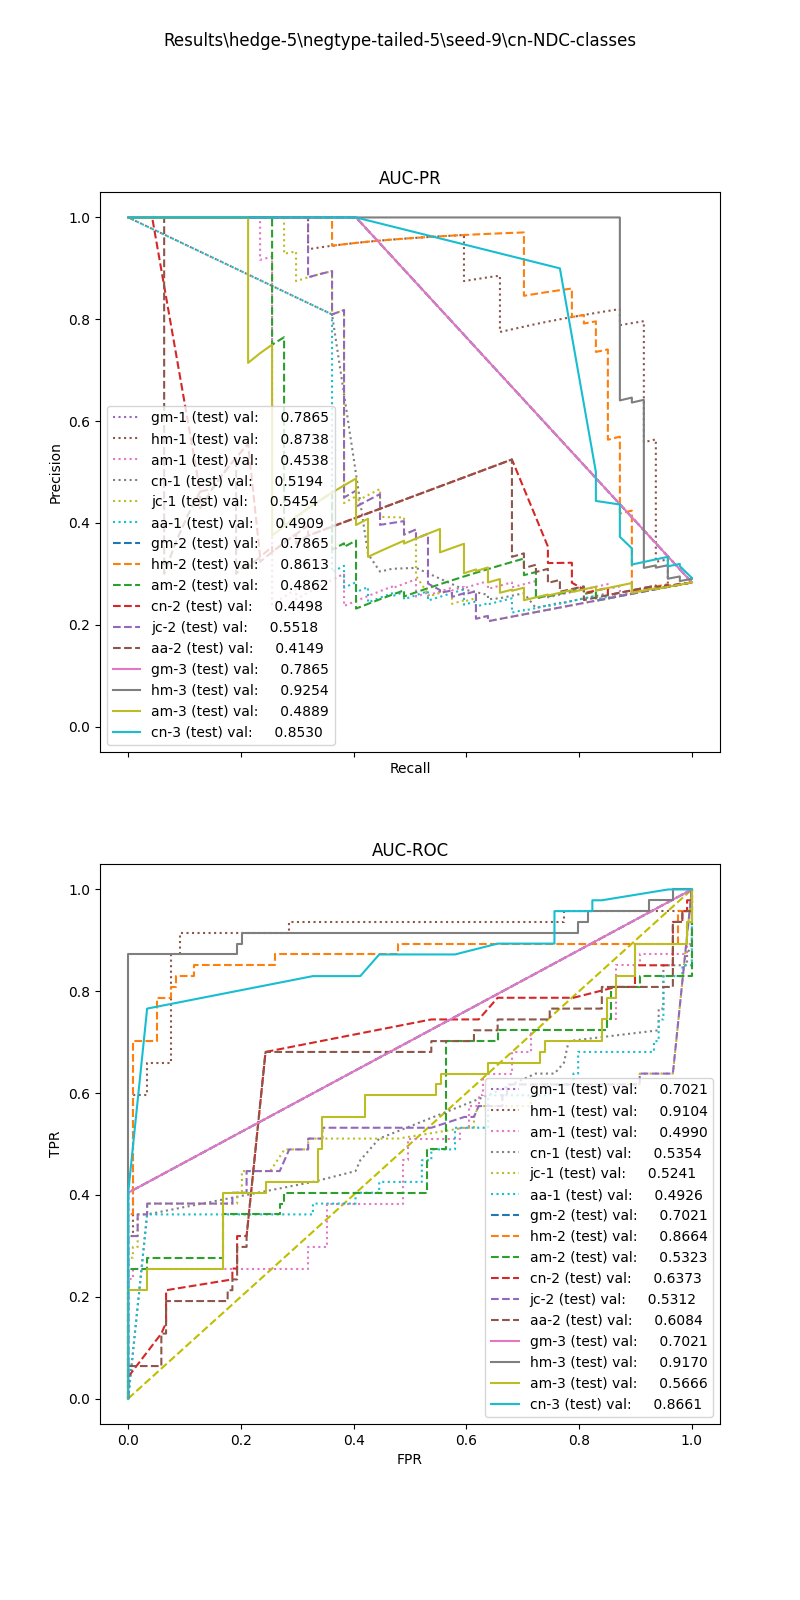 Results\hedge-5\negtype-tailed-5\seed-9\cn-NDC-classes
AUC-PR
1.0
0.8
0.6
0.4
0.2
0.0
Precision
gm-1 (test) val: 0.7865
hm-1 (test) val: 0.8738
am-1 (test) val: 0.4538
cn-1 (test) val: 0.5194
jc-1 (test) val: 0.5454
aa-1 (test) val: 0.4909
gm-2 (test) val: 0.7865
hm-2 (test) val: 0.8613
am-2 (test) val: 0.4862
cn-2 (test) val: 0.4498
jc-2 (test) val: 0.5518
aa-2 (test) val: 0.4149
gm-3 (test) val: 0.7865
hm-3 (test) val: 0.9254
am-3 (test) val: 0.4889
cn-3 (test) val: 0.8530
Recall
AUC-ROC
1.0
0.8
0.6
0.4
0.2
0.0
TPR
gm-1 (test) val: 0.7021
hm-1 (test) val: 0.9104
am-1 (test) val: 0.4990
cn-1 (test) val: 0.5354
jc-1 (test) val: 0.5241
aa-1 (test) val: 0.4926
gm-2 (test) val: 0.7021
hm-2 (test) val: 0.8664
am-2 (test) val: 0.5323
cn-2 (test) val: 0.6373
jc-2 (test) val: 0.5312
aa-2 (test) val: 0.6084
gm-3 (test) val: 0.7021
hm-3 (test) val: 0.9170
am-3 (test) val: 0.5666
cn-3 (test) val: 0.8661
0.0 0.2 0.4 0.6 0.8 1.0
FPR